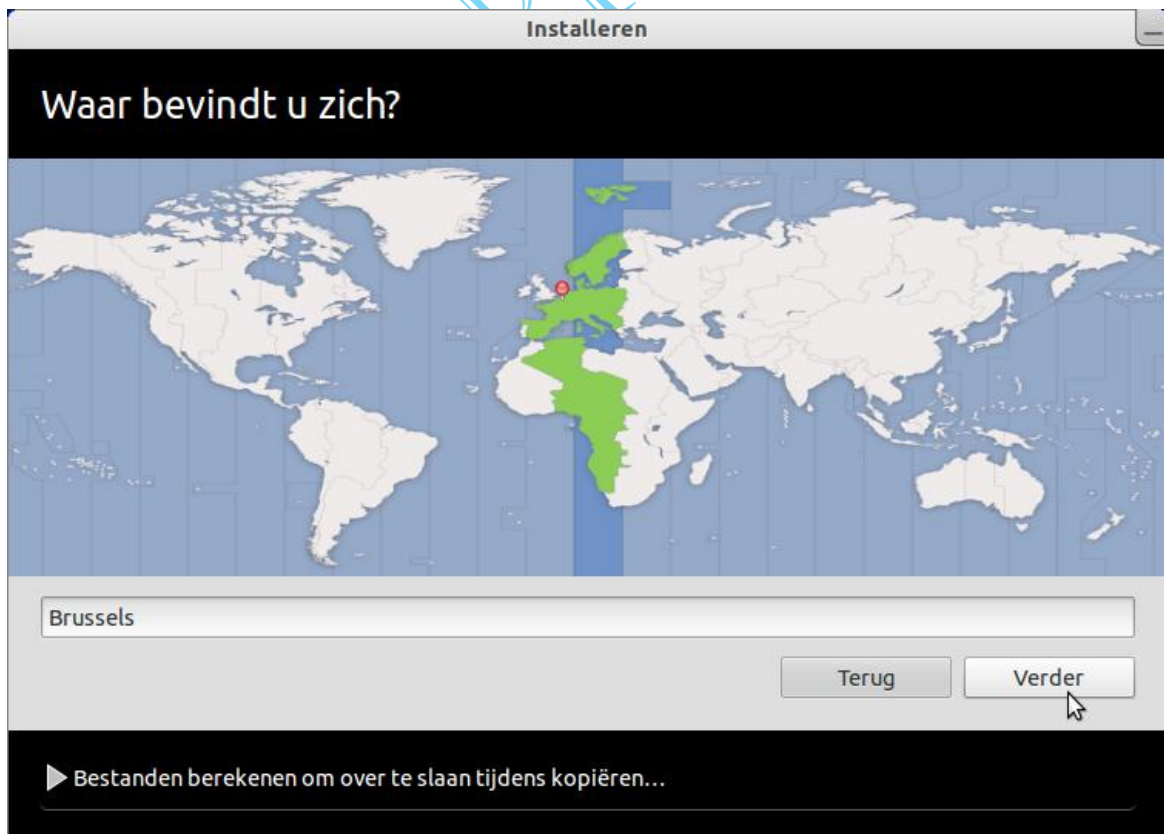 Installeren
Waar bevindt u zich?
Brussels
Terug Verder
Bestanden berekenen om over te slaan tijdens kopiëren...